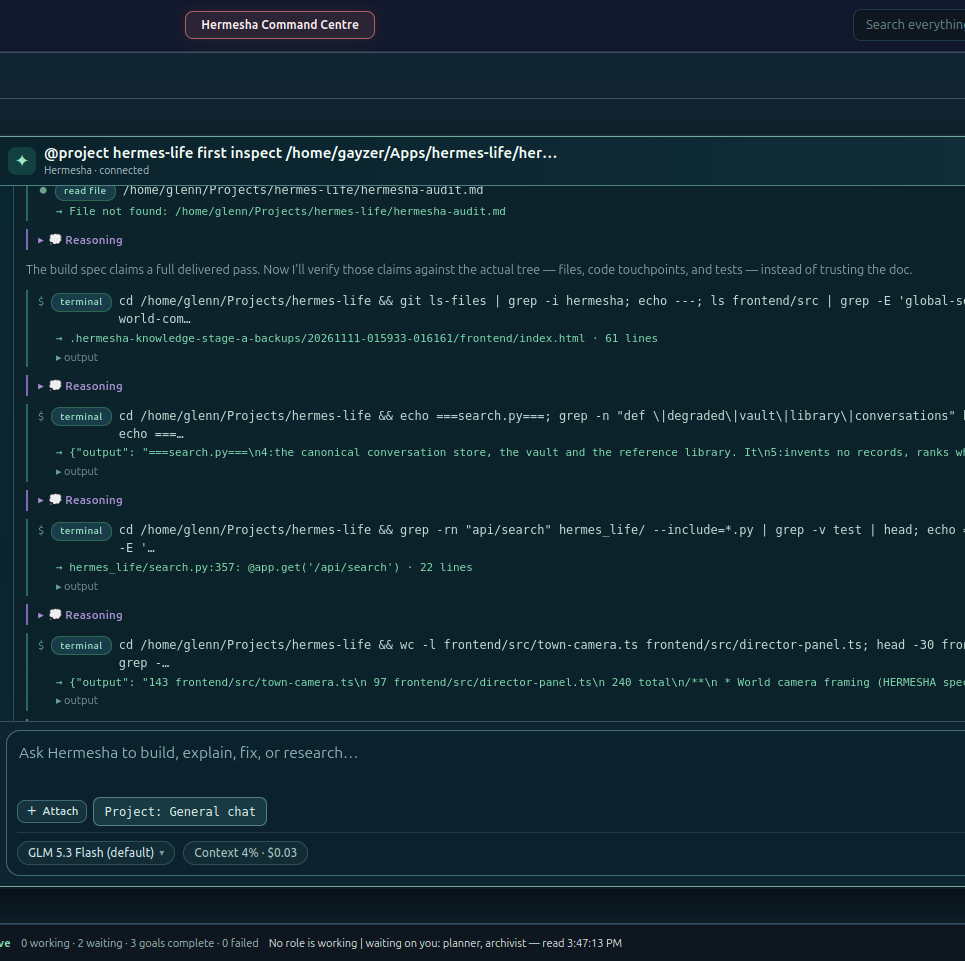 Hermesha Command Centre
Search everything
✦ @project hermes-life first inspect /home/gayzer/Apps/hermes-life/her…
Hermesha · connected
● read file /home/glenn/Projects/hermes-life/hermesha-audit.md
→ File not found: /home/glenn/Projects/hermes-life/hermesha-audit.md
▸ 💭 Reasoning
The build spec claims a full delivered pass. Now I'll verify those claims against the actual tree — files, code touchpoints, and tests — instead of trusting the doc.
$ terminal cd /home/glenn/Projects/hermes-life && git ls-files | grep -i hermesha; echo ---; ls frontend/src | grep -E 'global-se
world-com…
→ .hermesha-knowledge-stage-a-backups/20261111-015933-016161/frontend/index.html · 61 lines
▸ output
▸ 💭 Reasoning
$ terminal cd /home/glenn/Projects/hermes-life && echo ===search.py===; grep -n "def \|degraded\|vault\|library\|conversations"
echo ===…
→ {"output": "===search.py===\n4:the canonical conversation store, the vault and the reference library. It\n5:invents no records, ranks wh
▸ output
▸ 💭 Reasoning
$ terminal cd /home/glenn/Projects/hermes-life && grep -rn "api/search" hermes_life/ --include=*.py | grep -v test | head; echo =
-E '…
→ hermes_life/search.py:357: @app.get('/api/search') · 22 lines
▸ output
▸ 💭 Reasoning
$ terminal cd /home/glenn/Projects/hermes-life && wc -l frontend/src/town-camera.ts frontend/src/director-panel.ts; head -30 fron
grep -…
→ {"output": "143 frontend/src/town-camera.ts\n 97 frontend/src/director-panel.ts\n 240 total\n/**\n * World camera framing (HERMESHA spec
▸ output
Ask Hermesha to build, explain, fix, or research…
+ Attach
Project: General chat
GLM 5.3 Flash (default) ▾
Context 4% · $0.03
ve 0 working · 2 waiting · 3 goals complete · 0 failed No role is working | waiting on you: planner, archivist — read 3:47:13 PM